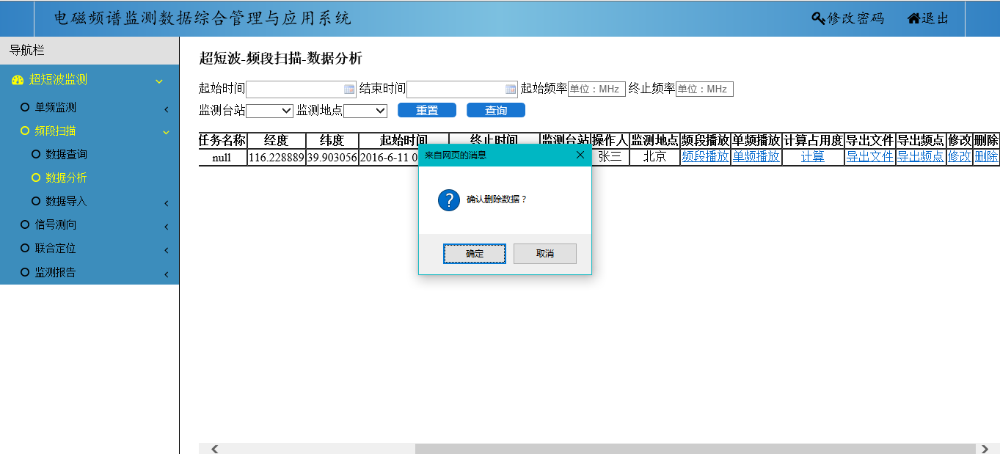 电磁频谱监测数据综合管理与应用系统 修改密码 退出
导航栏
超短波监测
单频监测
频段扫描
数据查询
数据分析
数据导入
信号测向
联合定位
监测报告
超短波-频段扫描-数据分析
起始时间 结束时间 起始频率 单位：MHz 终止频率 单位：MHz
监测台站 监测地点 重置 查询
任务名称 经度 纬度 起始时间 终止时间 监测台站 操作人 监测地点 频段播放 单频播放 计算占用度 导出文件 导出频点 修改 删除
null 116.228889 39.903056 2016-6-11 0 张三 北京 频段播放 单频播放 计算 导出文件 导出频点 修改 删除
来自网页的消息
确认删除数据？
确定 取消